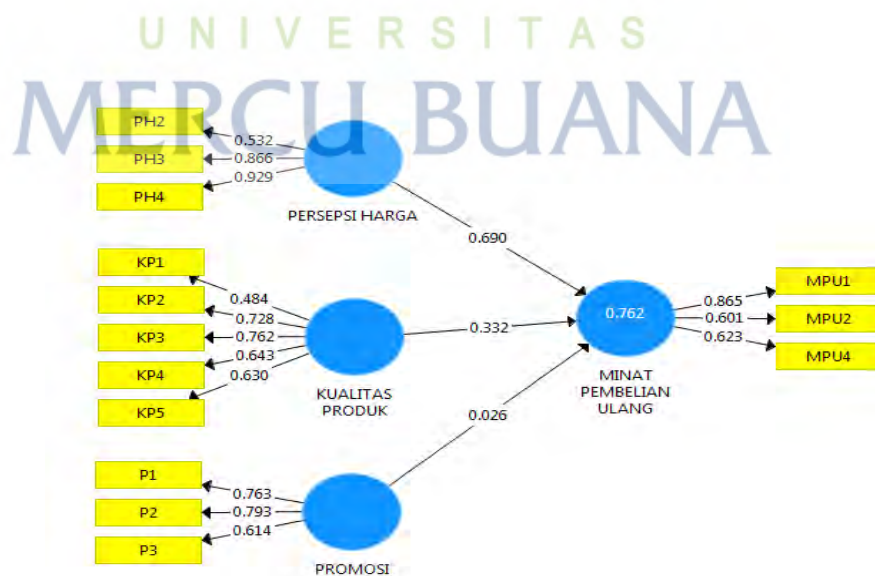 UNIVERSITAS
MERCU BUANA
PH2
PH3
PH4
0.532
0.866
0.929
PERSEPSI HARGA
0.690
KP1
KP2
KP3
KP4
KP5
0.484
0.728
0.762
0.643
0.630
KUALITAS
PRODUK
0.332
P1
P2
P3
0.763
0.793
0.614
PROMOSI
0.026
0.762
MINAT
PEMBELIAN
ULANG
0.865
0.601
0.623
MPU1
MPU2
MPU4